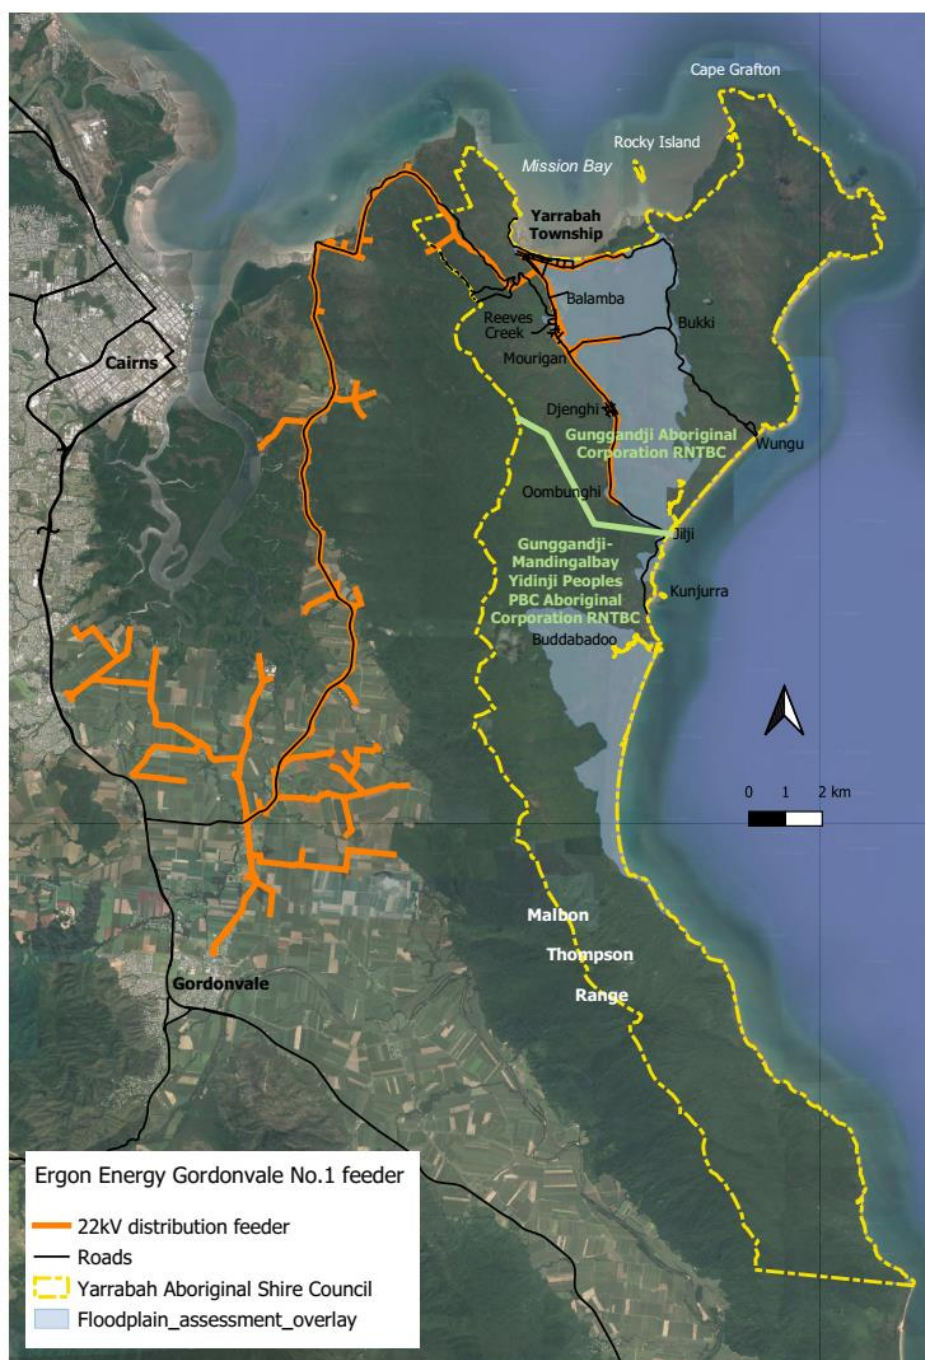 Cape Grafton
Rocky Island
Mission Bay
Yarrabah
Township
Balamba
Reeves
Creek
Bukki
Mourigan
Cairns
Djenghi
Gunggandji Aboriginal
Corporation RNTBC
Wungu
Oombunghi
Jilji
Gunggandji-
Mandingalbay
Yidinji Peoples
PBC Aboriginal
Corporation RNTBC
Kunjurra
Buddabadoo
0 1 2 km
Malbon
Thompson
Range
Gordonvale
Ergon Energy Gordonvale No.1 feeder
22kV distribution feeder
Roads
Yarrabah Aboriginal Shire Council
Floodplain_assessment_overlay